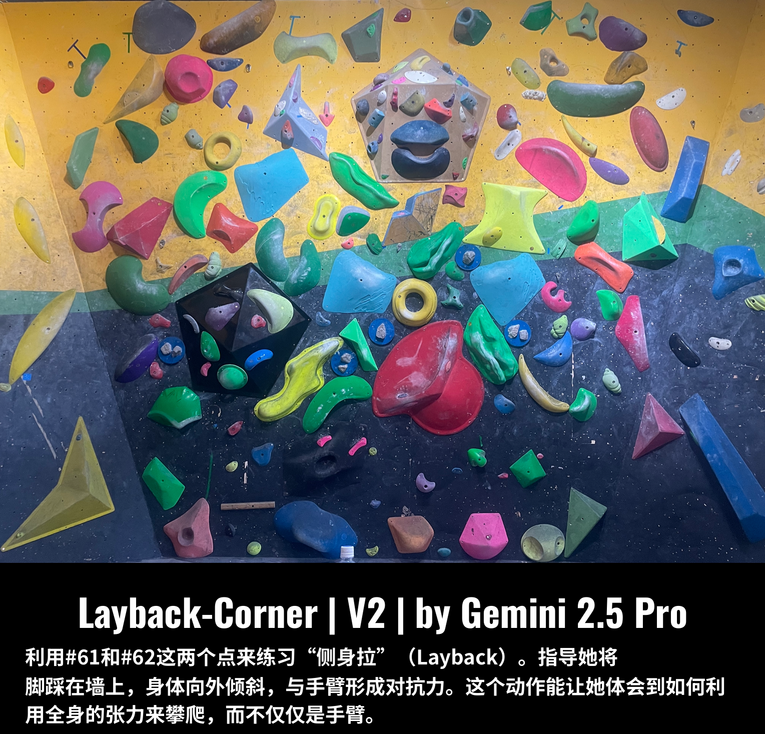 Layback-Corner | V2 | by Gemini 2.5 Pro
利用#61和#62这两个点来练习“侧身拉”（Layback）。指导她将
脚踩在墙上，身体向外倾斜，与手臂形成对抗力。这个动作能让她体会到如何利
用全身的张力来攀爬，而不仅仅是手臂。